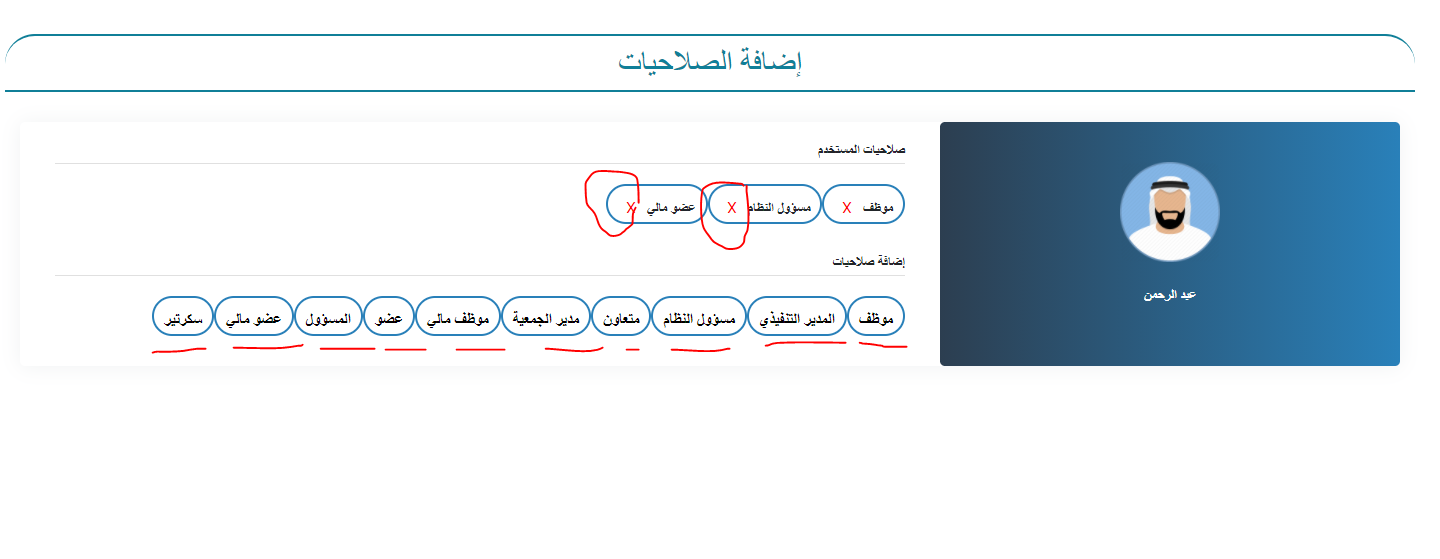 إضافة الصلاحيات
عبد الرحمن
صلاحيات المستخدم
موظف X مسؤول النظام X عضو مالي X
إضافة صلاحيات
موظف المدير التنفيذي مسؤول النظام متعاون مدير الجمعية موظف مالي عضو المسؤول عضو مالي سكرتير